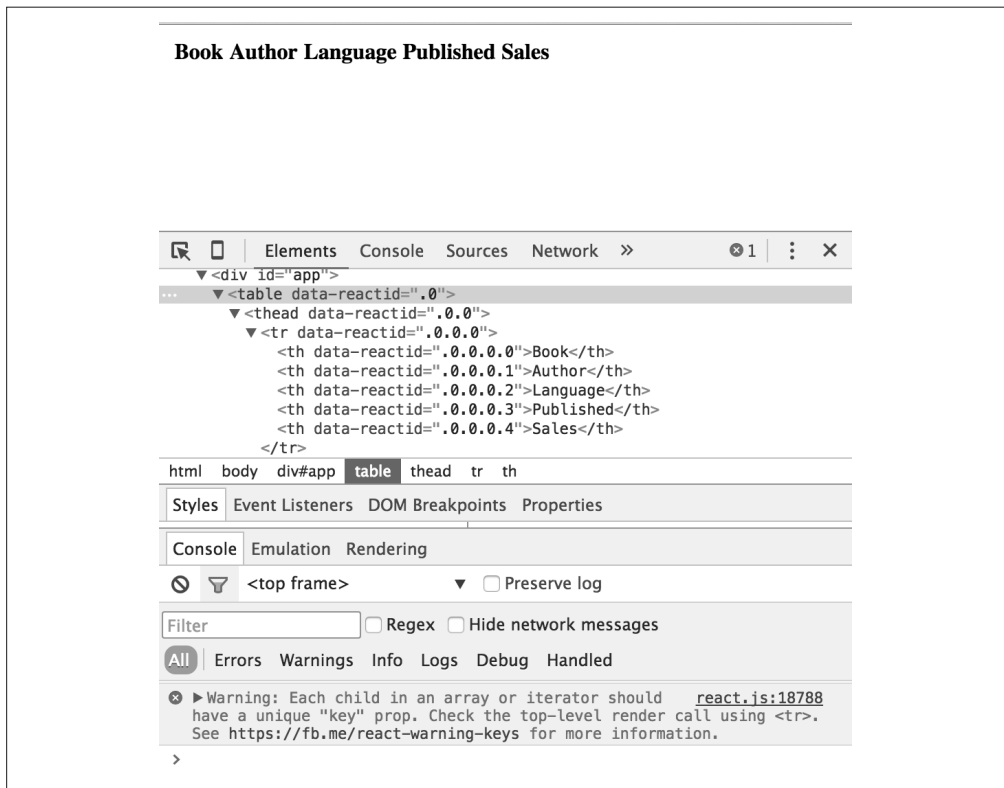 Book Author Language Published Sales
Elements Console Sources Network » 1
▼<div id="app">
... ▼<table data-reactid=".0">
▼<thead data-reactid=".0.0">
▼<tr data-reactid=".0.0.0">
<th data-reactid=".0.0.0.0">Book</th>
<th data-reactid=".0.0.0.1">Author</th>
<th data-reactid=".0.0.0.2">Language</th>
<th data-reactid=".0.0.0.3">Published</th>
<th data-reactid=".0.0.0.4">Sales</th>
</tr>
html body div#app table thead tr th
Styles Event Listeners DOM Breakpoints Properties
Console Emulation Rendering
<top frame> ▼ Preserve log
Filter Regex Hide network messages
All Errors Warnings Info Logs Debug Handled
▶Warning: Each child in an array or iterator should react.js:18788
have a unique "key" prop. Check the top-level render call using <tr>.
See https://fb.me/react-warning-keys for more information.
>